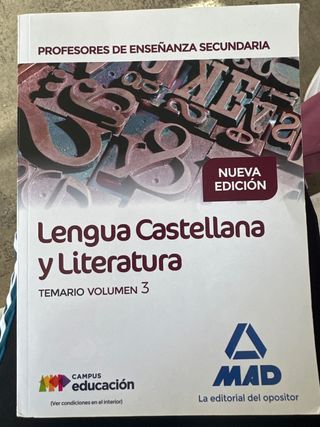 PROFESORES DE ENSEÑANZA SECUNDARIA
NUEVA
EDICIÓN
Lengua Castellana
y Literatura
TEMARIO VOLUMEN 3
CAMPUS
educación
(Ver condiciones en el interior)
MAD
La editorial del opositor